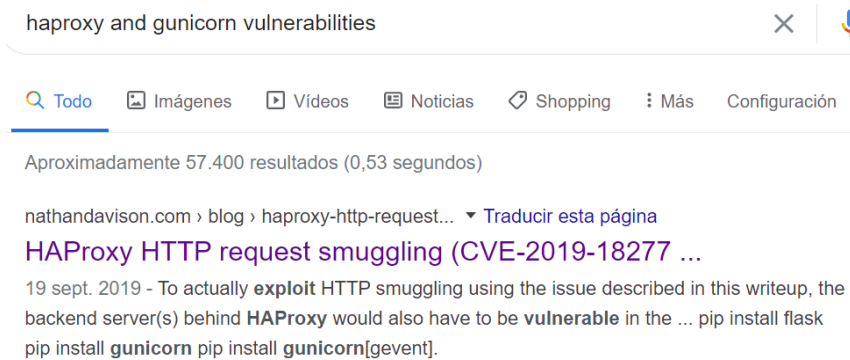 haproxy and gunicorn vulnerabilities
Todo Imágenes Vídeos Noticias Shopping Más Configuración
Aproximadamente 57.400 resultados (0,53 segundos)
nathandavison.com › blog › haproxy-http-request... ▼ Traducir esta página
HAProxy HTTP request smuggling (CVE-2019-18277 ...
19 sept. 2019 - To actually exploit HTTP smuggling using the issue described in this writeup, the
backend server(s) behind HAProxy would also have to be vulnerable in the ... pip install flask
pip install gunicorn pip install gunicorn[gevent].